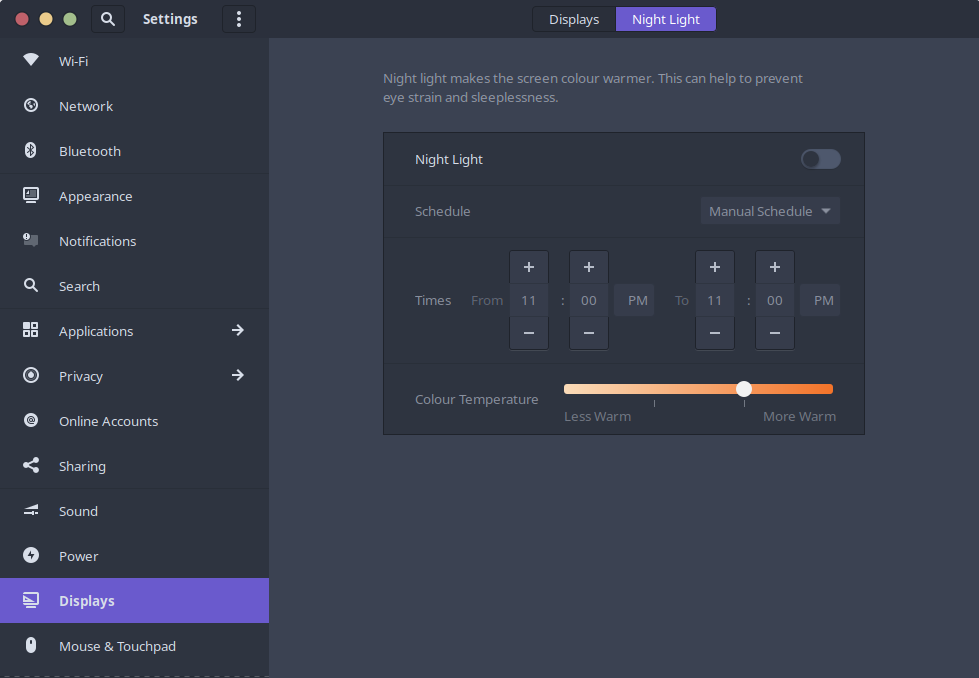 Settings
Displays Night Light
Wi-Fi
Network
Bluetooth
Appearance
Notifications
Search
Applications
Privacy
Online Accounts
Sharing
Sound
Power
Displays
Mouse & Touchpad
Night light makes the screen colour warmer. This can help to prevent
eye strain and sleeplessness.
Night Light
Schedule Manual Schedule
Times From 11 : 00 PM To 11 : 00 PM
Colour Temperature
Less Warm More Warm